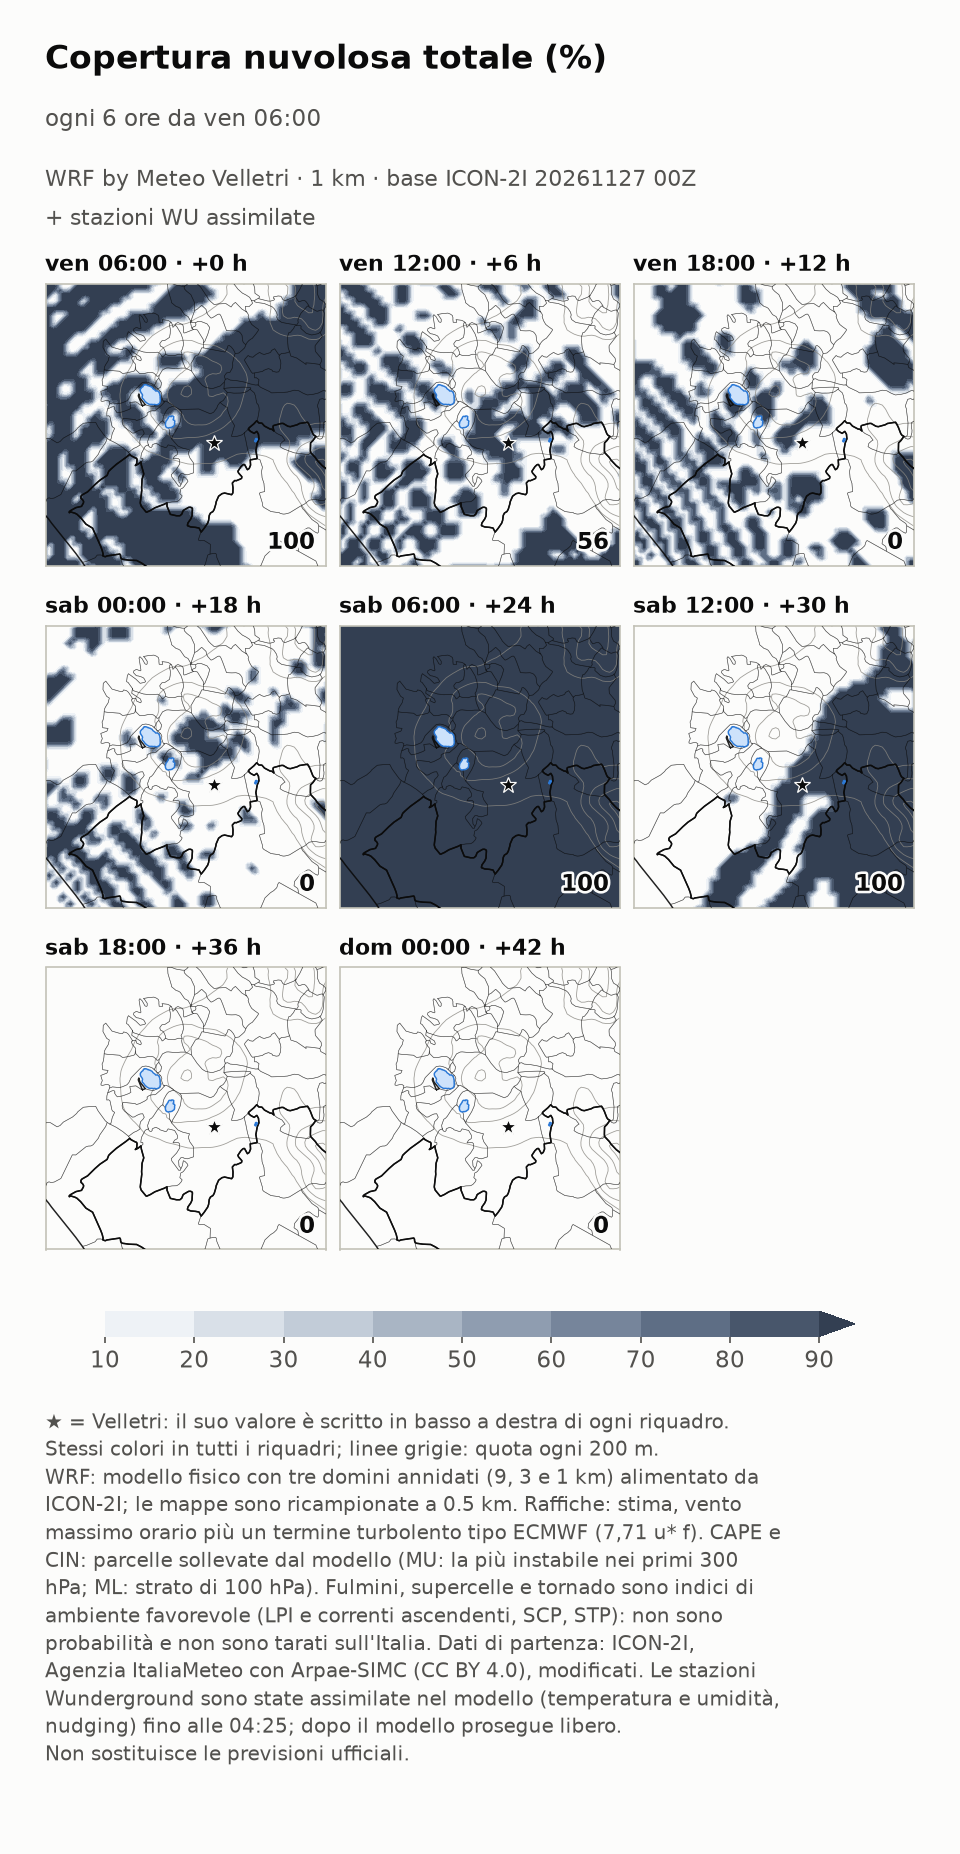 Copertura nuvolosa totale (%)
ogni 6 ore da ven 06:00
WRF by Meteo Velletri · 1 km · base ICON-2I 20261127 00Z
+ stazioni WU assimilate
ven 06:00 · +0 h
ven 12:00 · +6 h
ven 18:00 · +12 h
100
56
0
sab 00:00 · +18 h
sab 06:00 · +24 h
sab 12:00 · +30 h
0
100
100
sab 18:00 · +36 h
dom 00:00 · +42 h
0
0
10 20 30 40 50 60 70 80 90
★ = Velletri: il suo valore è scritto in basso a destra di ogni riquadro.
Stessi colori in tutti i riquadri; linee grigie: quota ogni 200 m.
WRF: modello fisico con tre domini annidati (9, 3 e 1 km) alimentato da
ICON-2I; le mappe sono ricampionate a 0.5 km. Raffiche: stima, vento
massimo orario più un termine turbolento tipo ECMWF (7,71 u* f). CAPE e
CIN: parcelle sollevate dal modello (MU: la più instabile nei primi 300
hPa; ML: strato di 100 hPa). Fulmini, supercelle e tornado sono indici di
ambiente favorevole (LPI e correnti ascendenti, SCP, STP): non sono
probabilità e non sono tarati sull'Italia. Dati di partenza: ICON-2I,
Agenzia ItaliaMeteo con Arpae-SIMC (CC BY 4.0), modificati. Le stazioni
Wunderground sono state assimilate nel modello (temperatura e umidità,
nudging) fino alle 04:25; dopo il modello prosegue libero.
Non sostituisce le previsioni ufficiali.